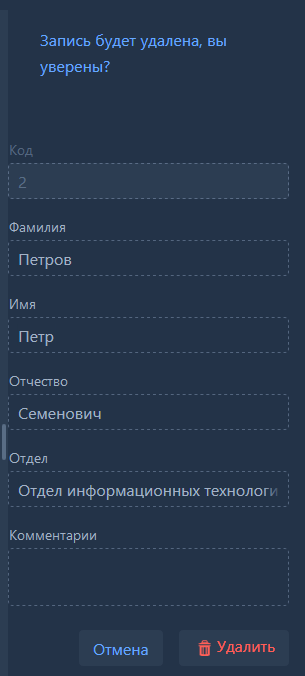 Запись будет удалена, вы
уверены?
Код
2
Фамилия
Петров
Имя
Петр
Отчество
Семенович
Отдел
Отдел информационных технологи
Комментарии
Отмена
Удалить